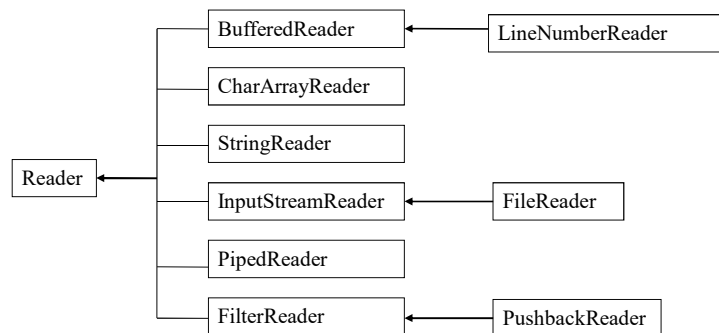 BufferedReader
LineNumberReader
CharArrayReader
StringReader
Reader
InputStreamReader
FileReader
PipedReader
FilterReader
PushbackReader